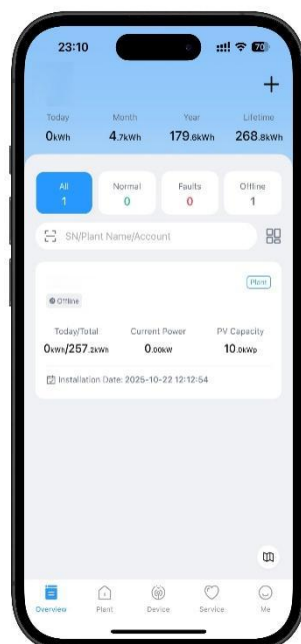 23:10
70
Today Month Year Lifetime
0kWh 4.7kWh 179.6kWh 268.8kWh
All Normal Faults Offline
1 0 0 1
SN/Plant Name/Account
Plant
Offline
Today/Total Current Power PV Capacity
0kWh/257.2kWh 0.00kW 10.0kWp
Installation Date: 2025-10-22 12:12:54
Overview Plant Device Service Me